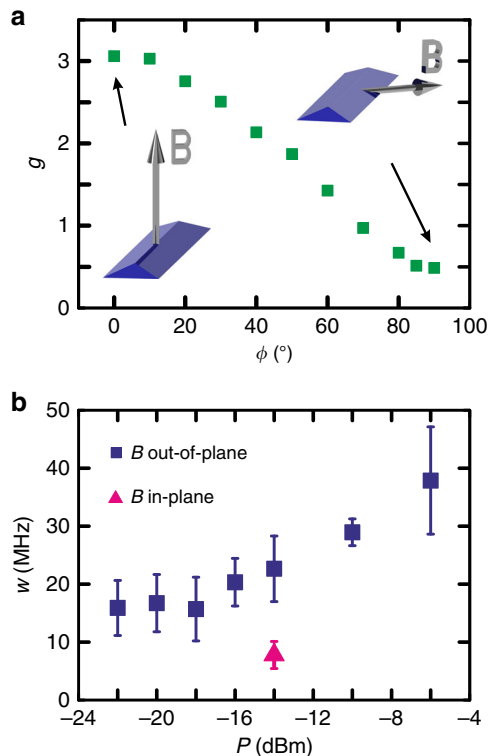 a
3
2
1
0
g
B
B
0
20
40
60
80
100
ϕ (°)
b
50
40
30
20
10
0
w (MHz)
B out-of-plane
B in-plane
−24
−20
−16
−12
−8
−4
P (dBm)